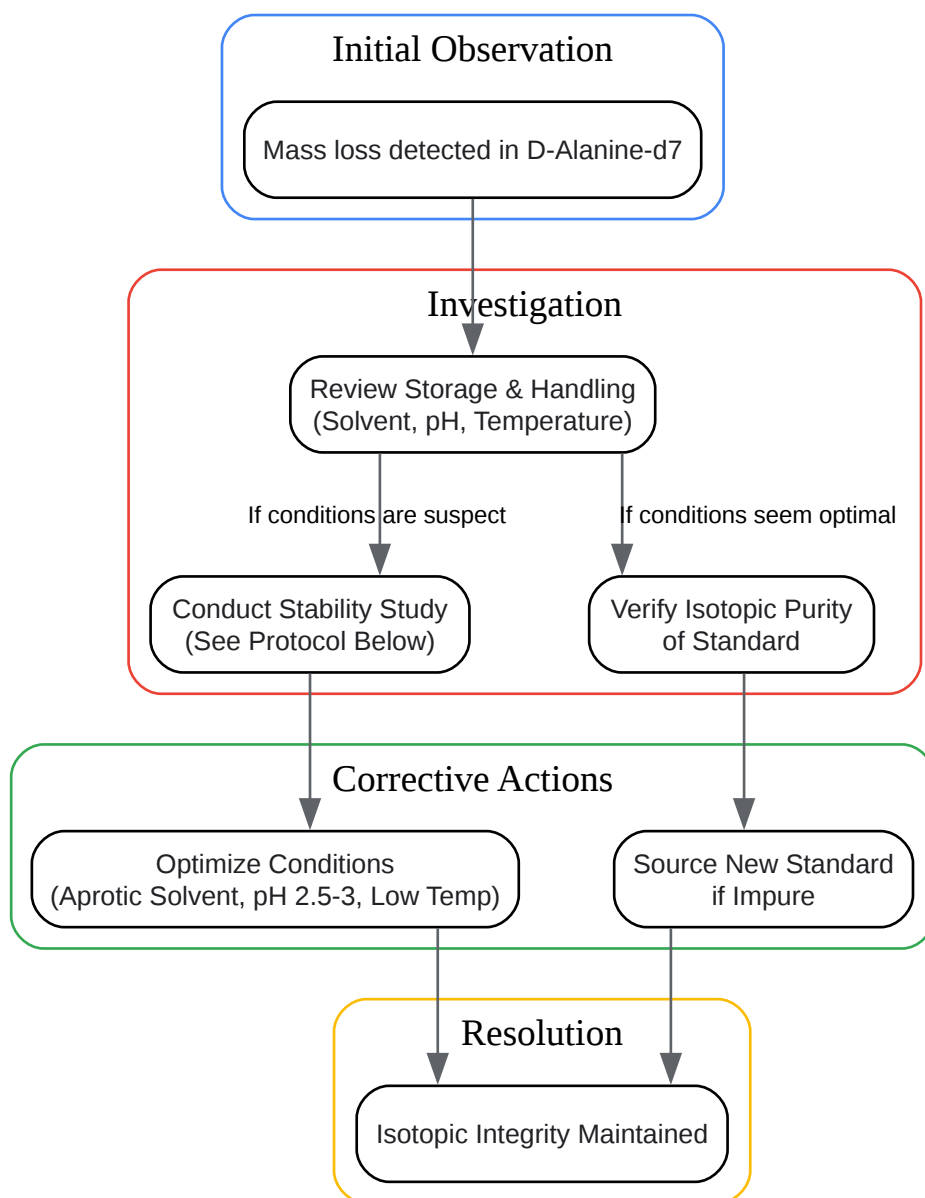 Initial Observation
Mass loss detected in D-Alanine-d7
Investigation
Review Storage & Handling
(Solvent, pH, Temperature)
If conditions are suspect
If conditions seem optimal
Conduct Stability Study
(See Protocol Below)
Verify Isotopic Purity
of Standard
Corrective Actions
Optimize Conditions
(Aprotic Solvent, pH 2.5-3, Low Temp)
Source New Standard
if Impure
Resolution
Isotopic Integrity Maintained